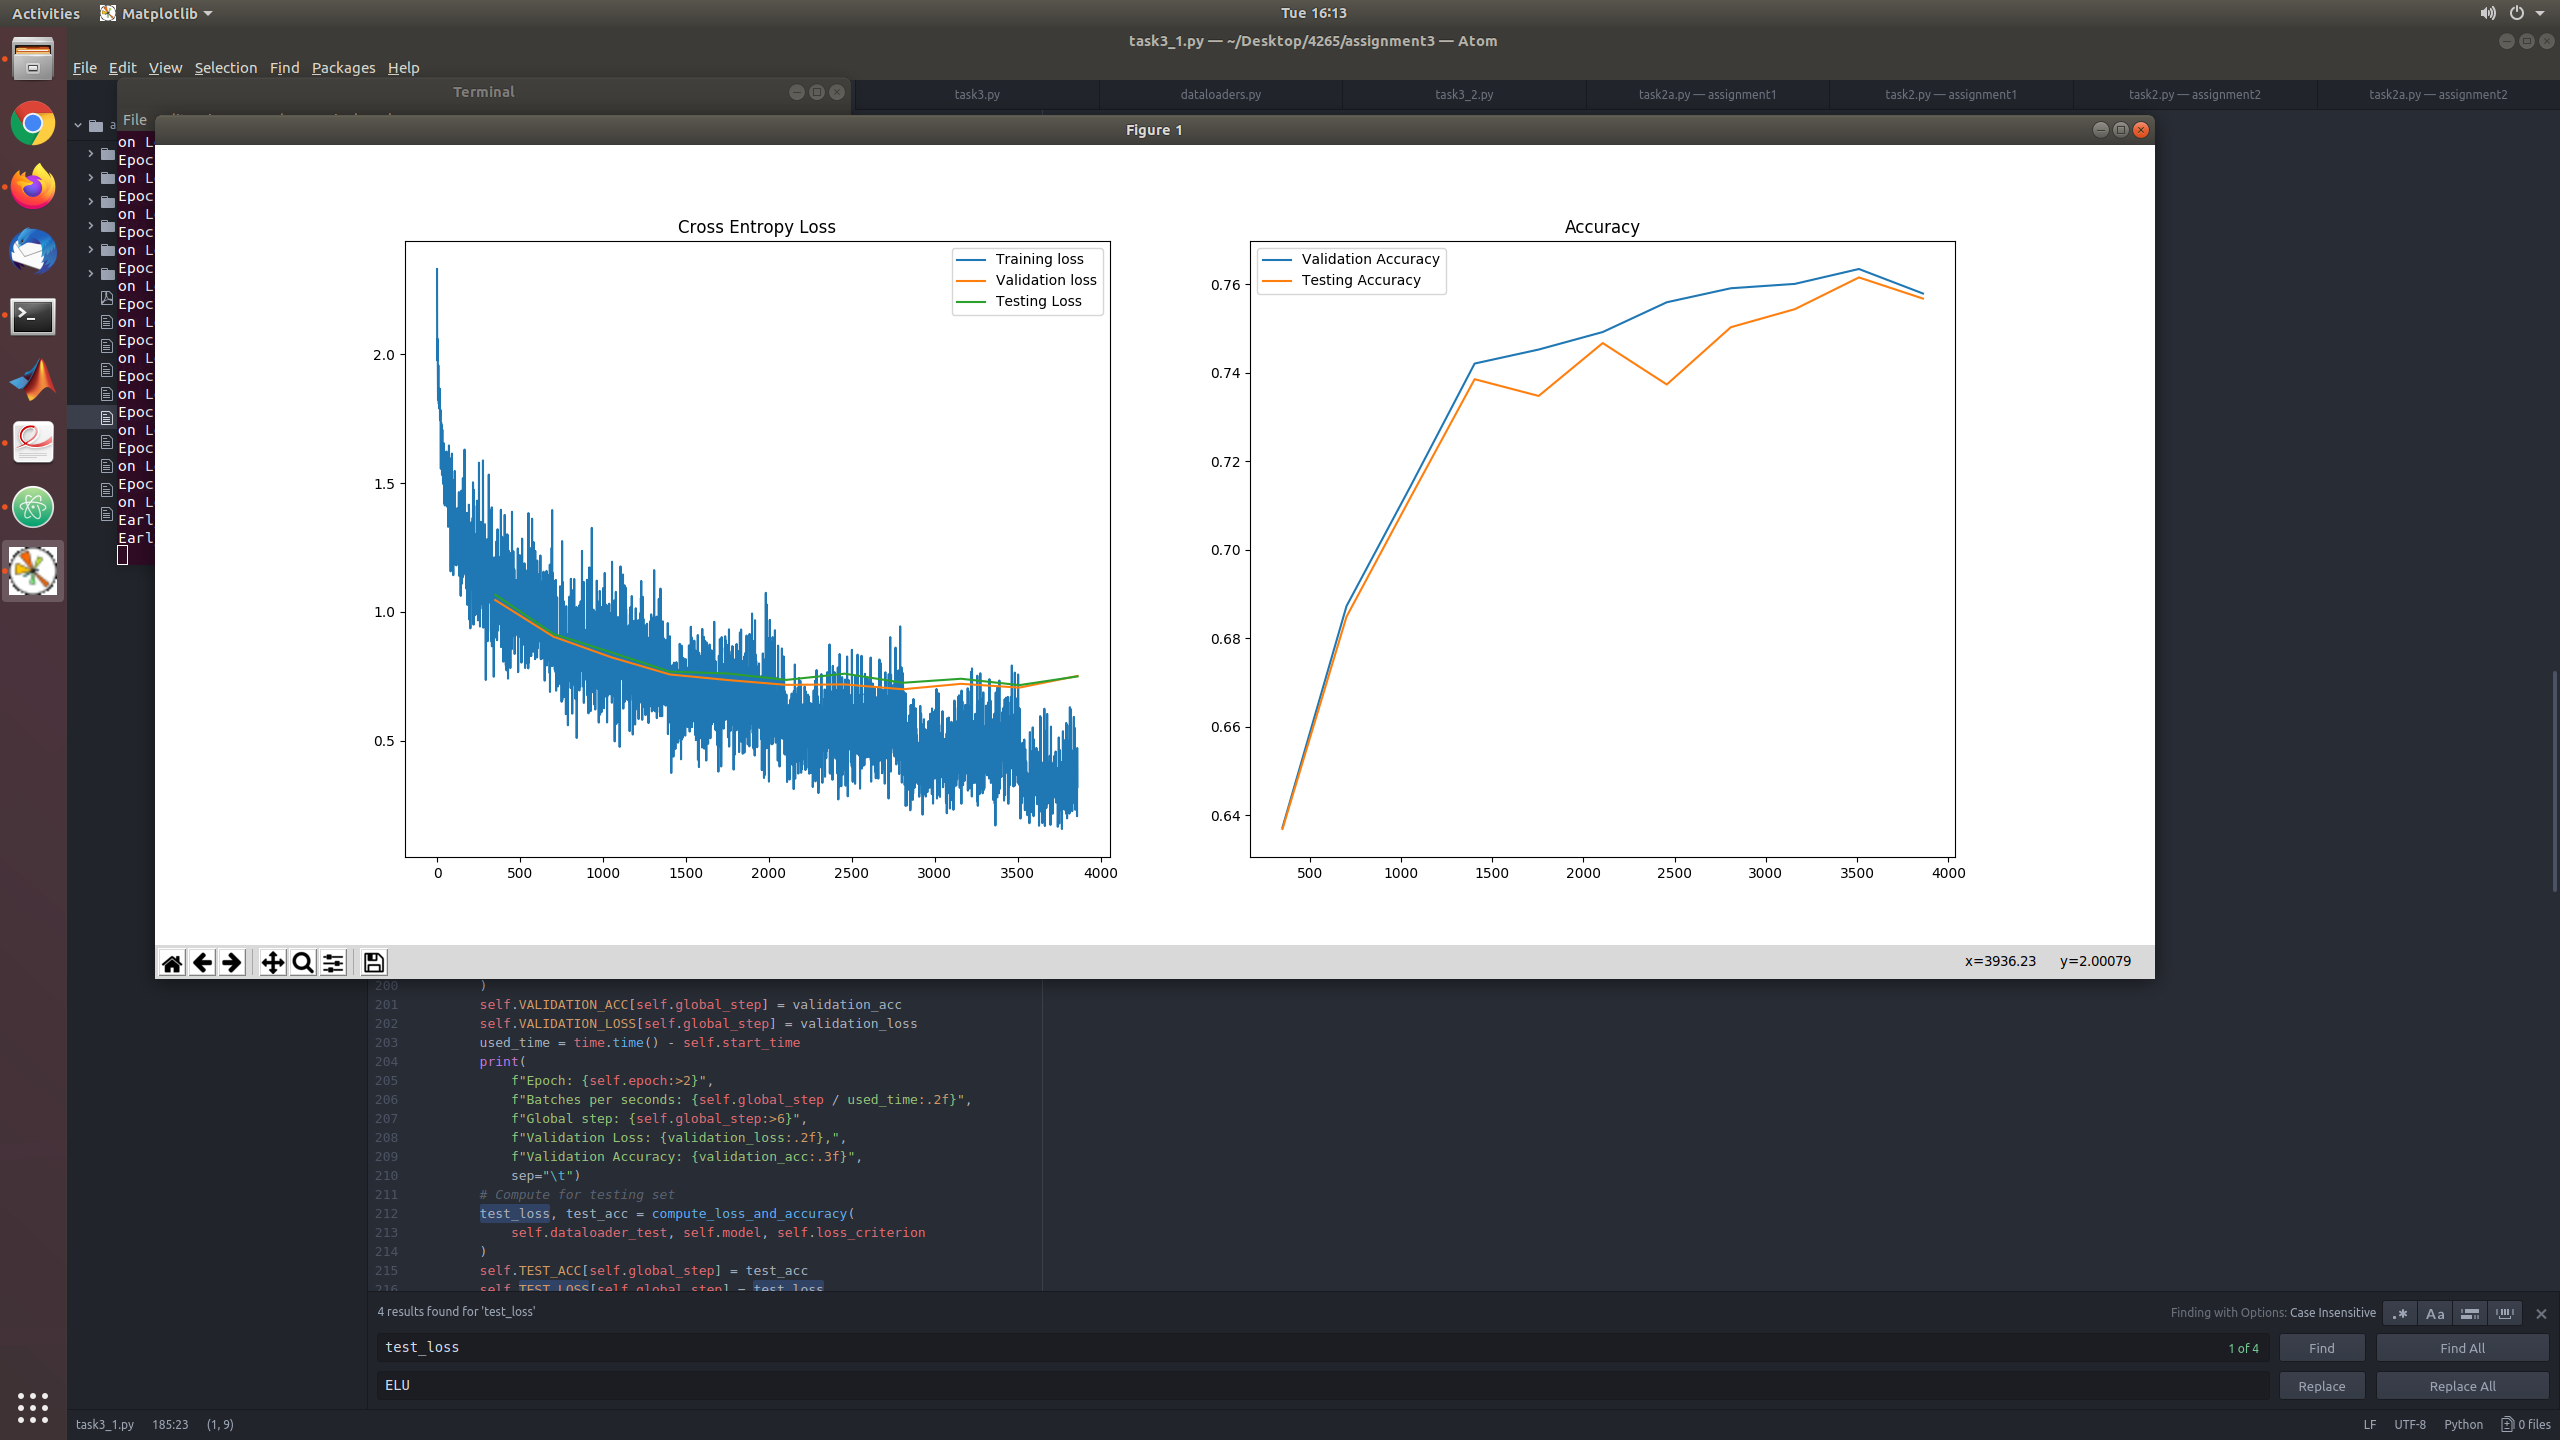 Activities Matplotlib Tue 16:13
task3_1.py — ~/Desktop/4265/assignment3 — Atom
File Edit View Selection Find Packages Help
Terminal
task3.py dataloaders.py task3_2.py task2a.py — assignment1 task2.py — assignment1 task2.py — assignment2 task2a.py — assignment2
File
Figure 1
on L
Epoc
on L
Epoc
on L
Epoc
on L
Epoc
on L
Epoc
on L
Epoc
on L
Epoc
on L
Epoc
on L
Epoc
on L
Epoc
on L
Earl
Earl
Cross Entropy Loss
Training loss
Validation loss
Testing Loss
2.0
1.5
1.0
0.5
0 500 1000 1500 2000 2500 3000 3500 4000
Accuracy
Validation Accuracy
Testing Accuracy
0.76
0.74
0.72
0.70
0.68
0.66
0.64
500 1000 1500 2000 2500 3000 3500 4000
x=3936.23 y=2.00079
200 )
201 self.VALIDATION_ACC[self.global_step] = validation_acc
202 self.VALIDATION_LOSS[self.global_step] = validation_loss
203 used_time = time.time() - self.start_time
204 print(
205 f"Epoch: {self.epoch:>2}",
206 f"Batches per seconds: {self.global_step / used_time:.2f}",
207 f"Global step: {self.global_step:>6}",
208 f"Validation Loss: {validation_loss:.2f},",
209 f"Validation Accuracy: {validation_acc:.3f}",
210 sep="\t")
211 # Compute for testing set
212 test_loss, test_acc = compute_loss_and_accuracy(
213 self.dataloader_test, self.model, self.loss_criterion
214 )
215 self.TEST_ACC[self.global_step] = test_acc
216 self.TEST_LOSS[self.global_step] = test_loss
4 results found for 'test_loss' Finding with Options: Case Insensitive .* Aa
test_loss 1 of 4 Find Find All
ELU Replace Replace All
task3_1.py 185:23 (1, 9) LF UTF-8 Python 0 files